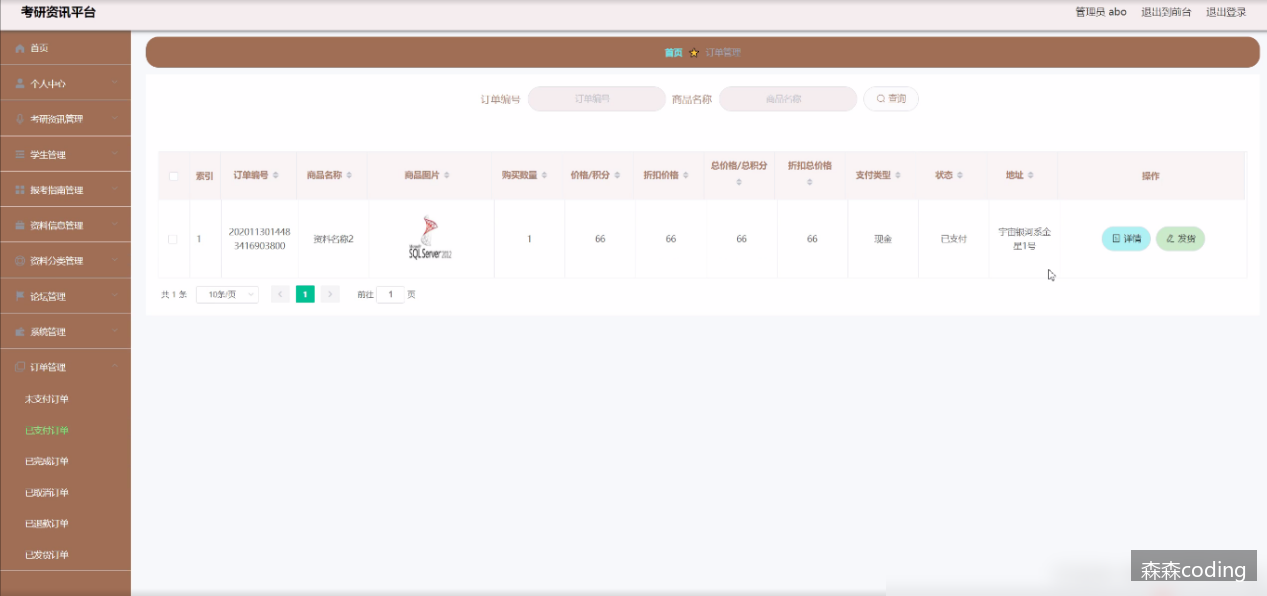 考研资讯平台
管理员 abo 退出到前台 退出登录
首页
个人中心
考研资讯管理
学生管理
报考指南管理
资料信息管理
资料分类管理
论坛管理
系统管理
订单管理
未支付订单
已支付订单
已完成订单
已取消订单
已退款订单
已发货订单
首页 订单管理
订单编号 订单编号 商品名称 商品名称 查询
索引 订单编号 商品名称 商品图片 购买数量 价格/积分 折扣价格 总价格/总积分 折扣总价格 支付类型 状态 地址 操作
1 202011301448 资料名称2 1 66 66 66 66 现金 已支付 宇宙银河系金 详情 发货
3416903800 星1号
SQL Server 2012
共 1 条 10条/页 1 前往 1 页
森森coding